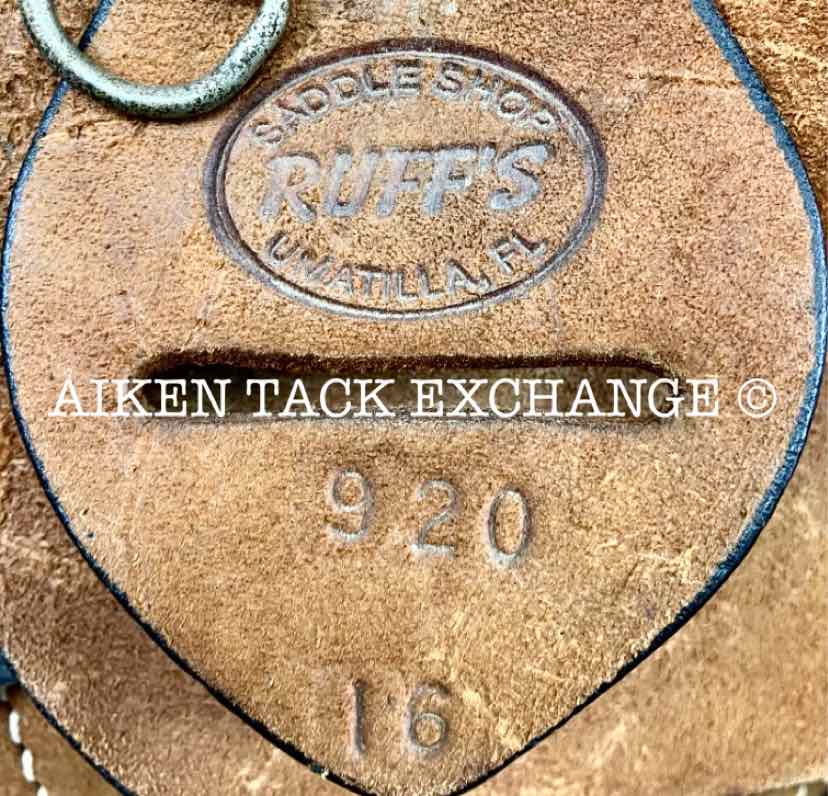 SADDLE SHOP
RUFF'S
UMATILLA, FL
AIKEN TACK EXCHANGE ©
920
16